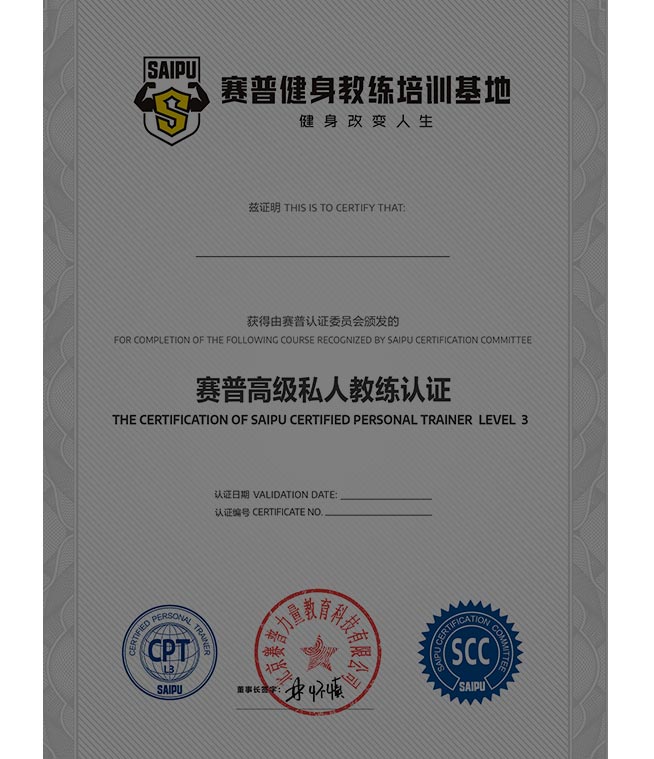 SAIPU
S
赛普健身教练培训基地
健身改变人生
兹证明 THIS IS TO CERTIFY THAT:
获得由赛普认证委员会颁发的
FOR COMPLETION OF THE FOLLOWING COURSE RECOGNIZED BY SAIPU CERTIFICATION COMMITTEE
赛普高级私人教练认证
THE CERTIFICATION OF SAIPU CERTIFIED PERSONAL TRAINER LEVEL 3
认证日期 VALIDATION DATE:
认证编号 CERTIFICATE NO.
CERTIFIED PERSONAL TRAINER
CPT
L3
SAIPU
北京赛普力量教育科技有限公司
董事长签字:
SAIPU CERTIFICATION COMMITTEE
SCC
SAIPU